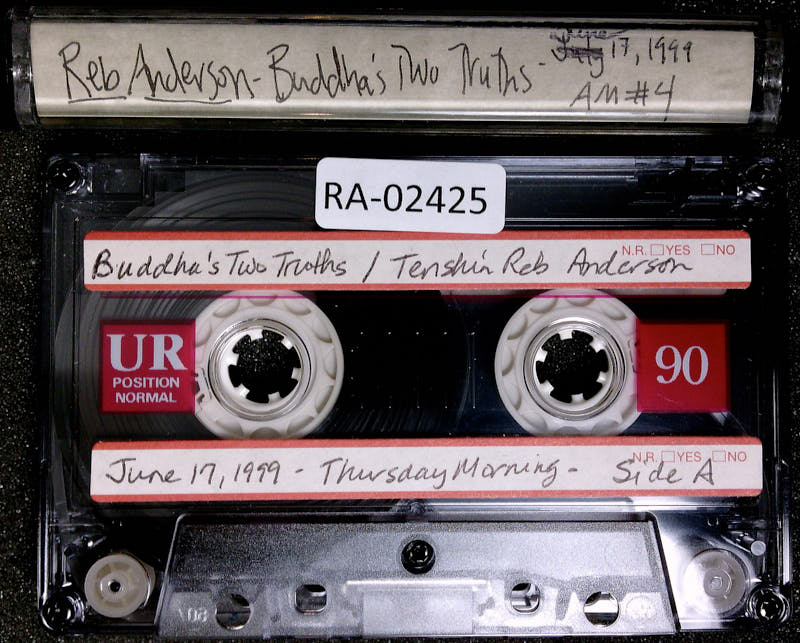 Reb Anderson - Buddha's Two Truths - June July 17, 1999
AM #4
RA-02425
N.R. □YES □NO
Buddha's Two Truths / Tenshin Reb Anderson
UR
POSITION
NORMAL
90
N.R. □YES □NO
June 17, 1999 - Thursday Morning - Side A